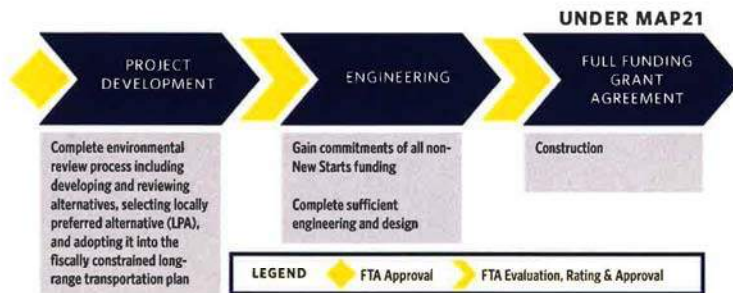 UNDER MAP21
PROJECT
DEVELOPMENT
ENGINEERING
FULL FUNDING
GRANT
AGREEMENT
Complete environmental
review process including
developing and reviewing
alternatives, selecting locally
preferred alternative (LPA),
and adopting it into the
fiscally constrained long-
range transportation plan
Gain commitments of all non-
New Starts funding
Complete sufficient
engineering and design
Construction
LEGEND
FTA Approval
FTA Evaluation, Rating & Approval